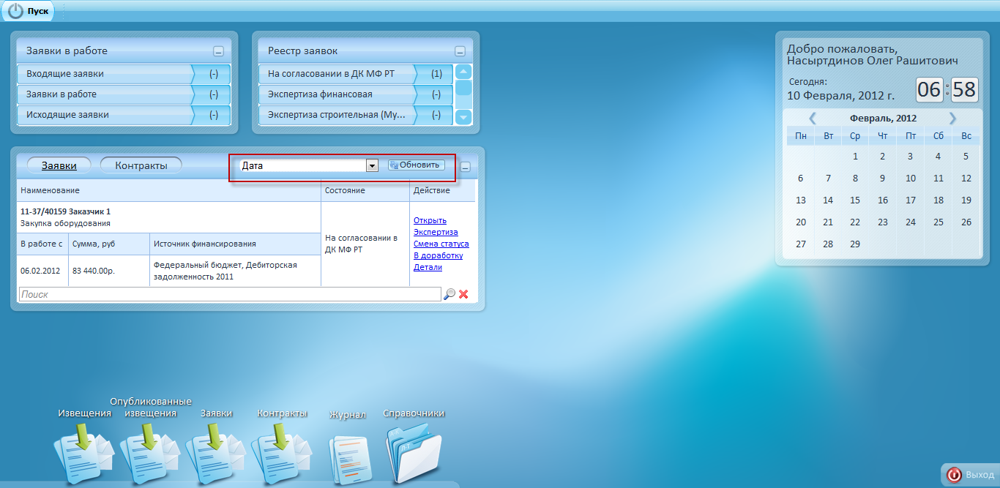 Пуск
Заявки в работе
Входящие заявки (-)
Заявки в работе (-)
Исходящие заявки (-)
Реестр заявок
На согласовании в ДК МФ РТ (1)
Экспертиза финансовая (-)
Экспертиза строительная (Му... (-)
Добро пожаловать,
Насыртдинов Олег Рашитович
Сегодня:
10 Февраля, 2012 г.
06:58
Февраль, 2012
Пн Вт Ср Чт Пт Сб Вс
1 2 3 4 5
6 7 8 9 10 11 12
13 14 15 16 17 18 19
20 21 22 23 24 25 26
27 28 29
Заявки Контракты Дата Обновить
Наименование Состояние Действие
11-37/40159 Заказчик 1
Закупка оборудования
В работе с Сумма, руб Источник финансирования
06.02.2012 83 440.00р. Федеральный бюджет, Дебиторская
задолженность 2011
На согласовании в
ДК МФ РТ
Открыть
Экспертиза
Смена статуса
В доработку
Детали
Поиск
Извещения
Опубликованные
извещения
Заявки
Контракты
Журнал
Справочники
А-Я
П-Т
Выход